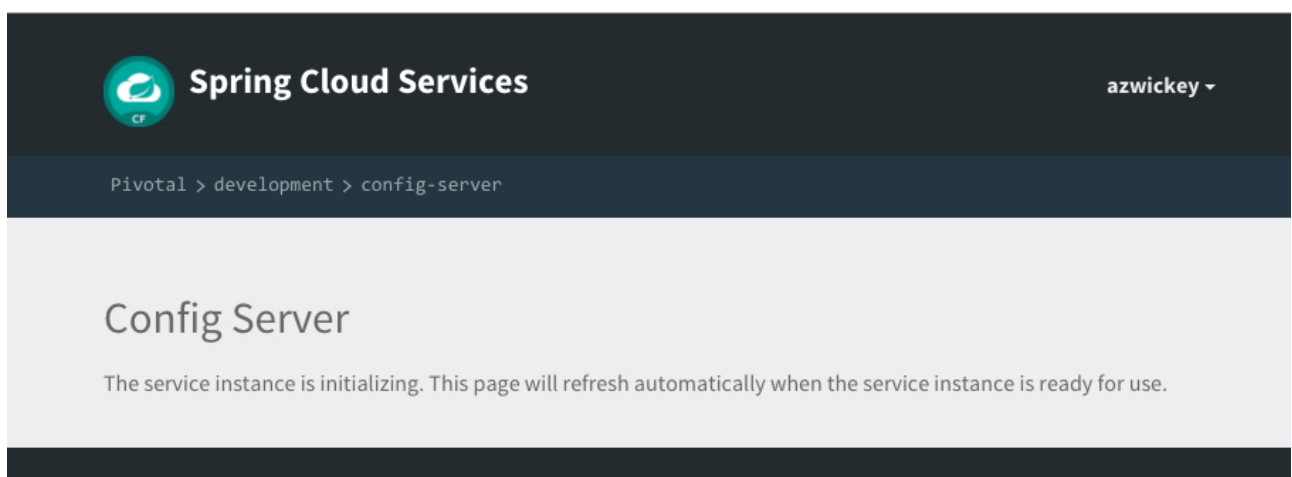 Spring Cloud Services
CF
azwickey
Pivotal > development > config-server
Config Server
The service instance is initializing. This page will refresh automatically when the service instance is ready for use.